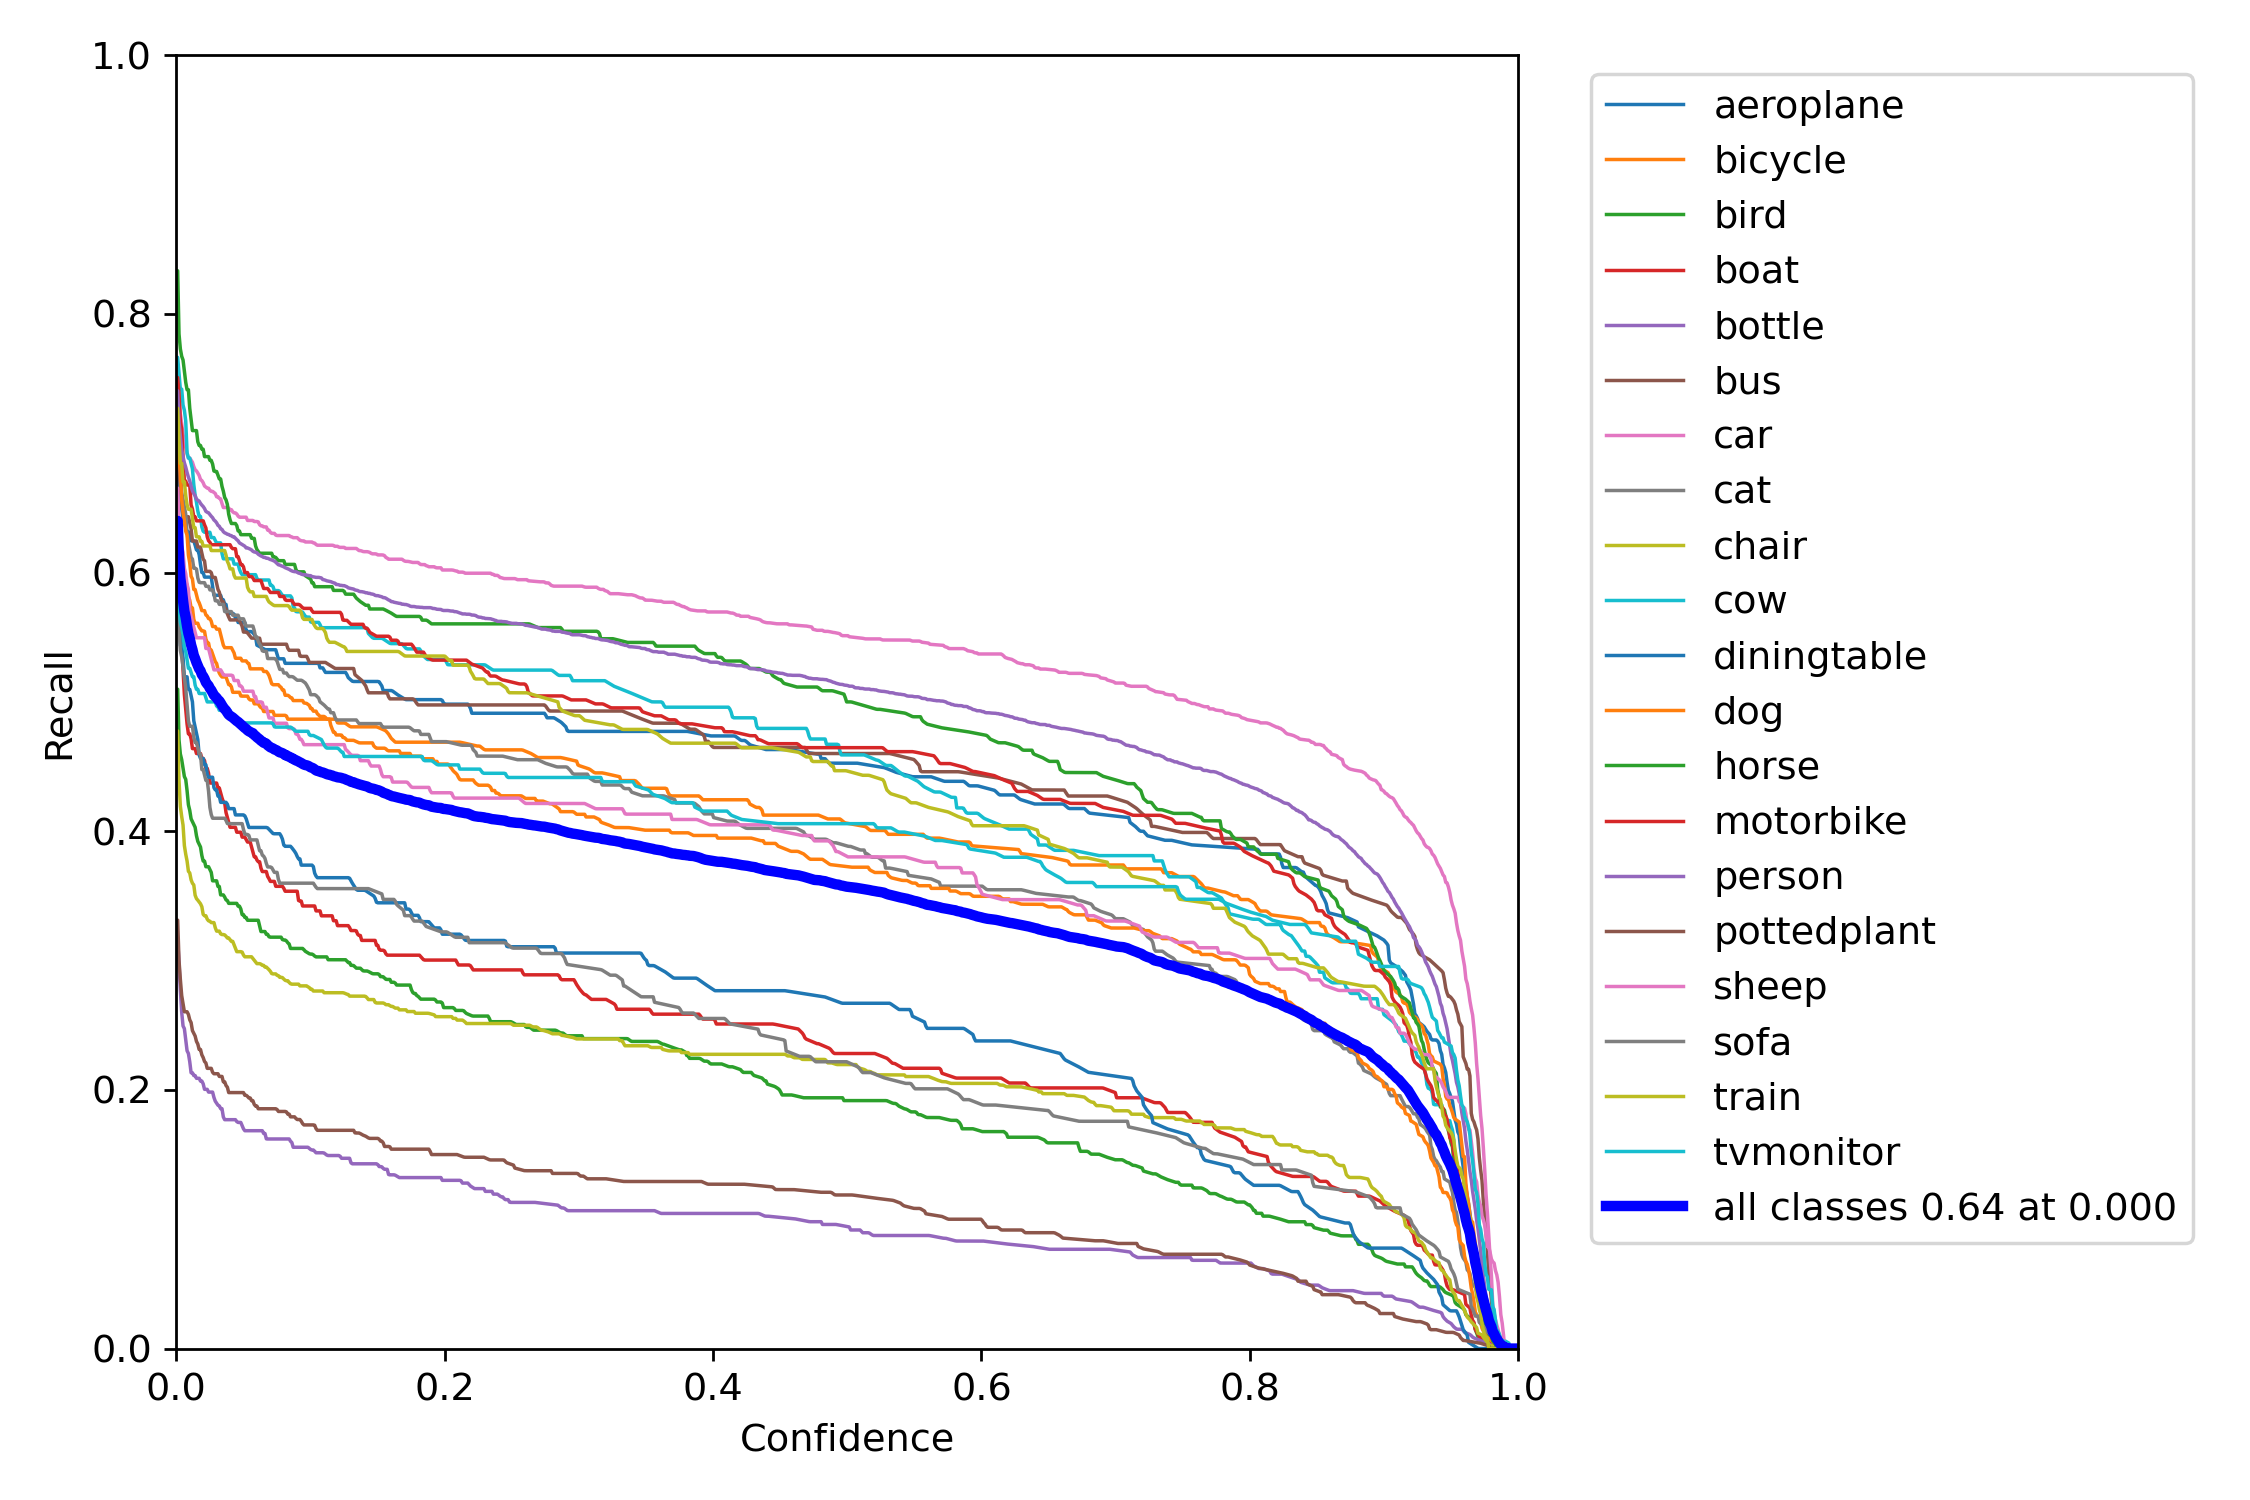 1.0
0.8
0.6
0.4
0.2
0.0
Recall
0.0 0.2 0.4 0.6 0.8 1.0
Confidence
aeroplane
bicycle
bird
boat
bottle
bus
car
cat
chair
cow
diningtable
dog
horse
motorbike
person
pottedplant
sheep
sofa
train
tvmonitor
all classes 0.64 at 0.000